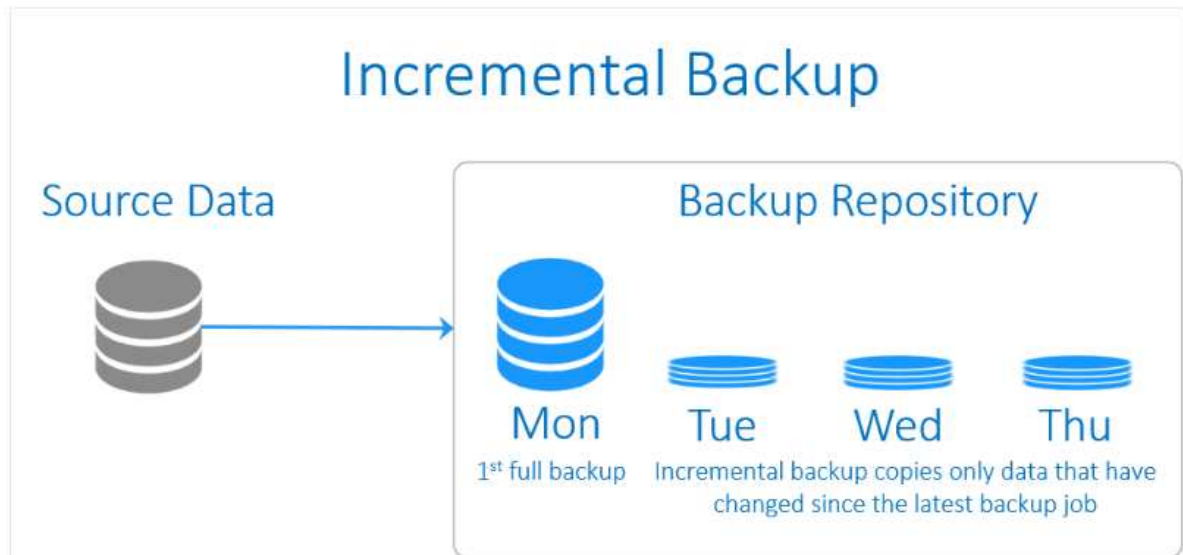 Incremental Backup
Source Data
Backup Repository
Mon
Tue
Wed
Thu
1st full backup
Incremental backup copies only data that have
changed since the latest backup job